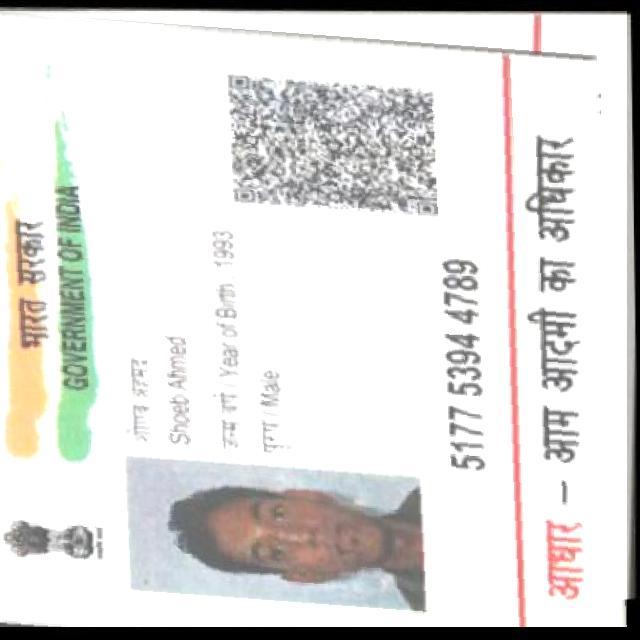 भारत सरकार
GOVERNMENT OF INDIA
अहमद
Shoeb Ahmed
जन्म वर्ष / Year of Birth : 1993
पुरुष / Male
5177 5394 4789
आधार – आम आदमी का अधिकार